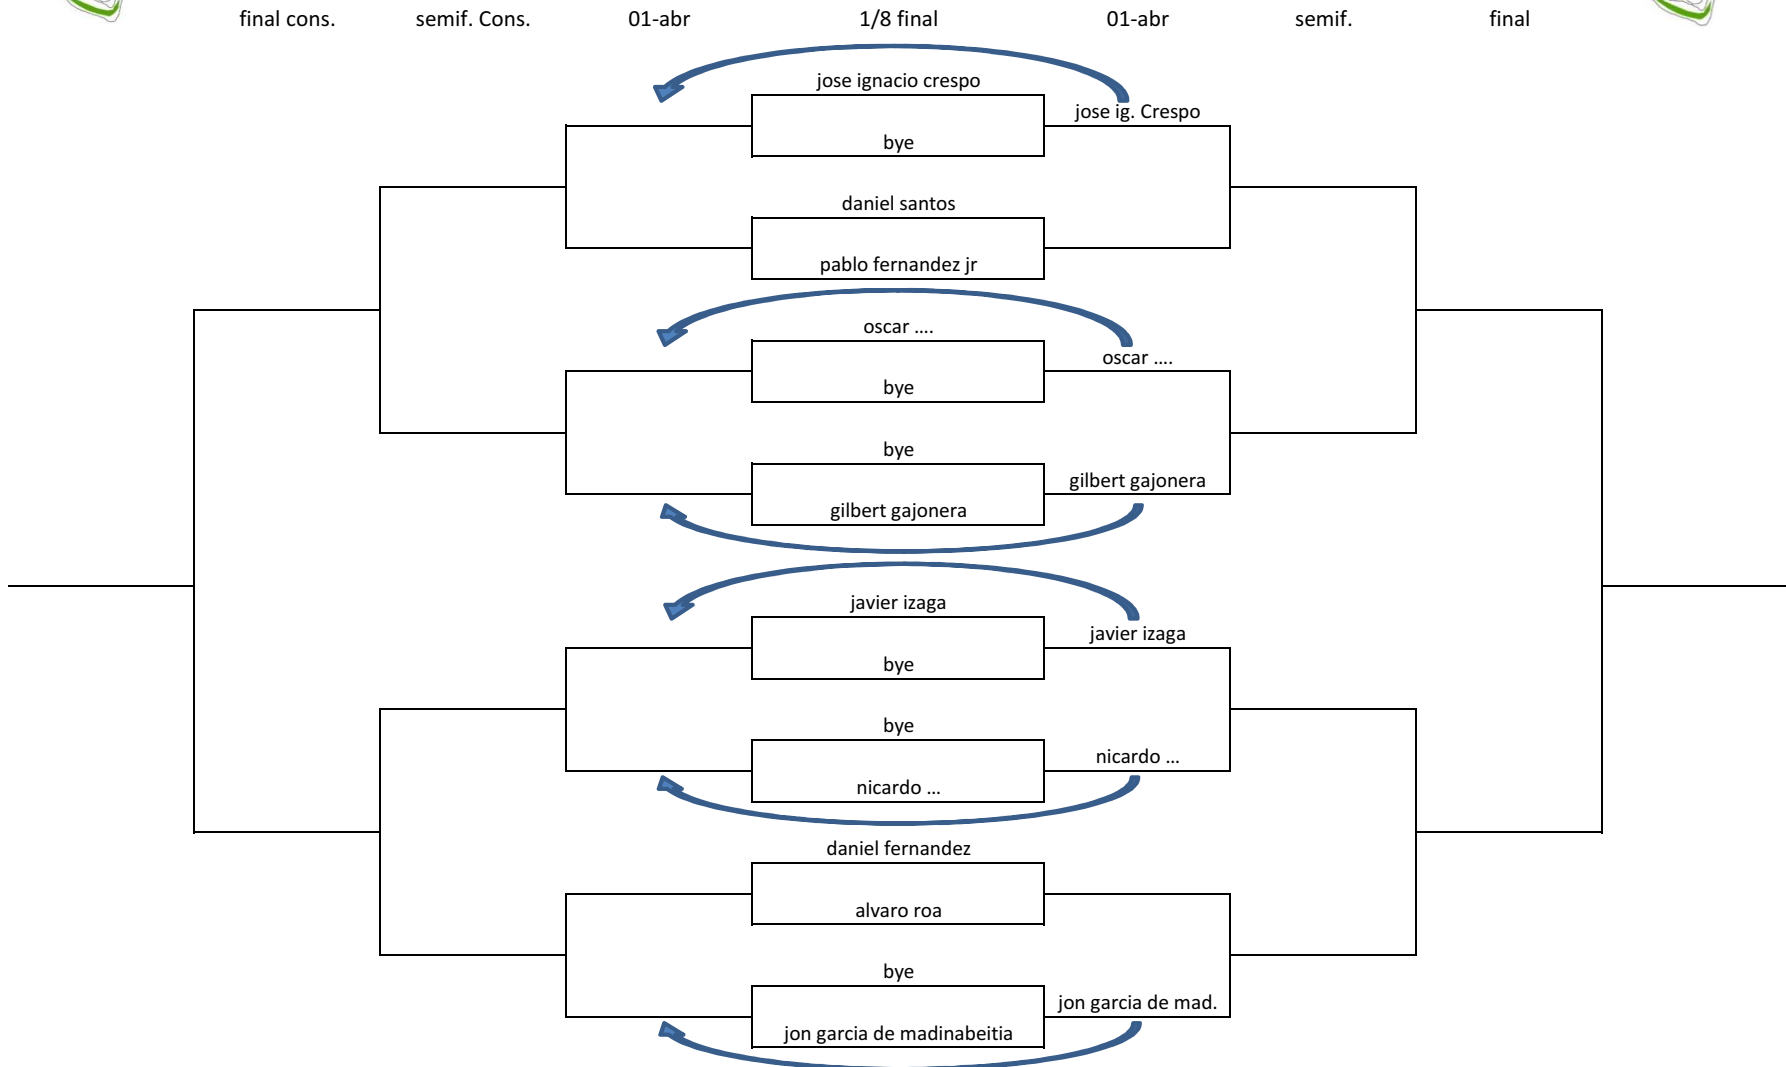 final cons. semif. Cons. 01-abr 1/8 final 01-abr semif. final
jose ignacio crespo
jose ig. Crespo
bye
daniel santos
pablo fernandez jr
oscar ....
oscar ....
bye
bye
gilbert gajonera
gilbert gajonera
javier izaga
javier izaga
bye
bye
nicardo ...
nicardo ...
daniel fernandez
alvaro roa
bye
jon garcia de mad.
jon garcia de madinabeitia